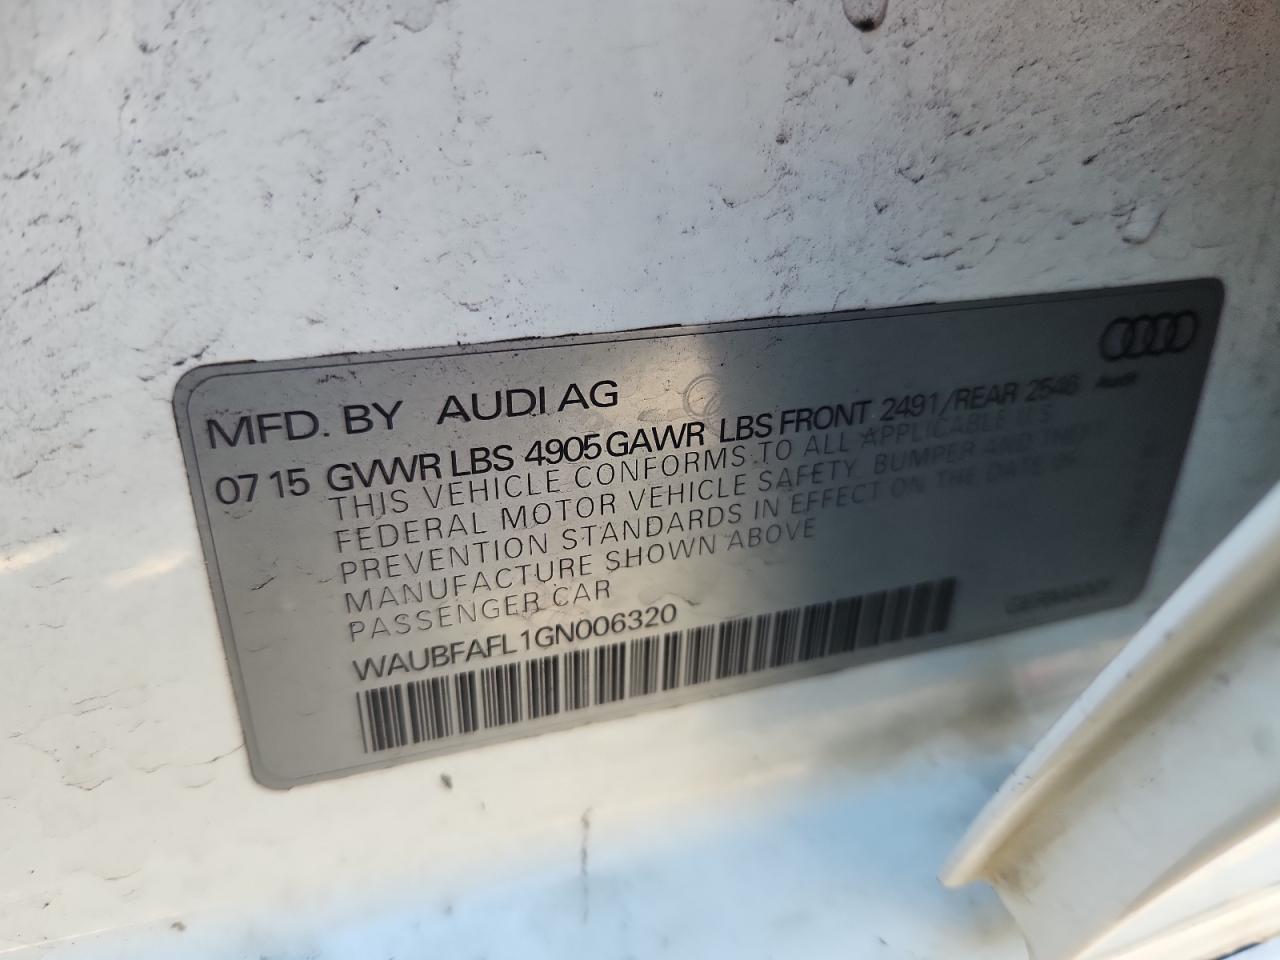 MFD. BY AUDI AG
Audi
07 15 GVWR LBS 4905 GAWR LBS FRONT 2491/REAR 2546
THIS VEHICLE CONFORMS TO ALL APPLICABLE U.S.
FEDERAL MOTOR VEHICLE SAFETY, BUMPER AND THEFT
PREVENTION STANDARDS IN EFFECT ON THE DATE OF
MANUFACTURE SHOWN ABOVE
PASSENGER CAR
WAUBFAFL1GN006320
GERMANY